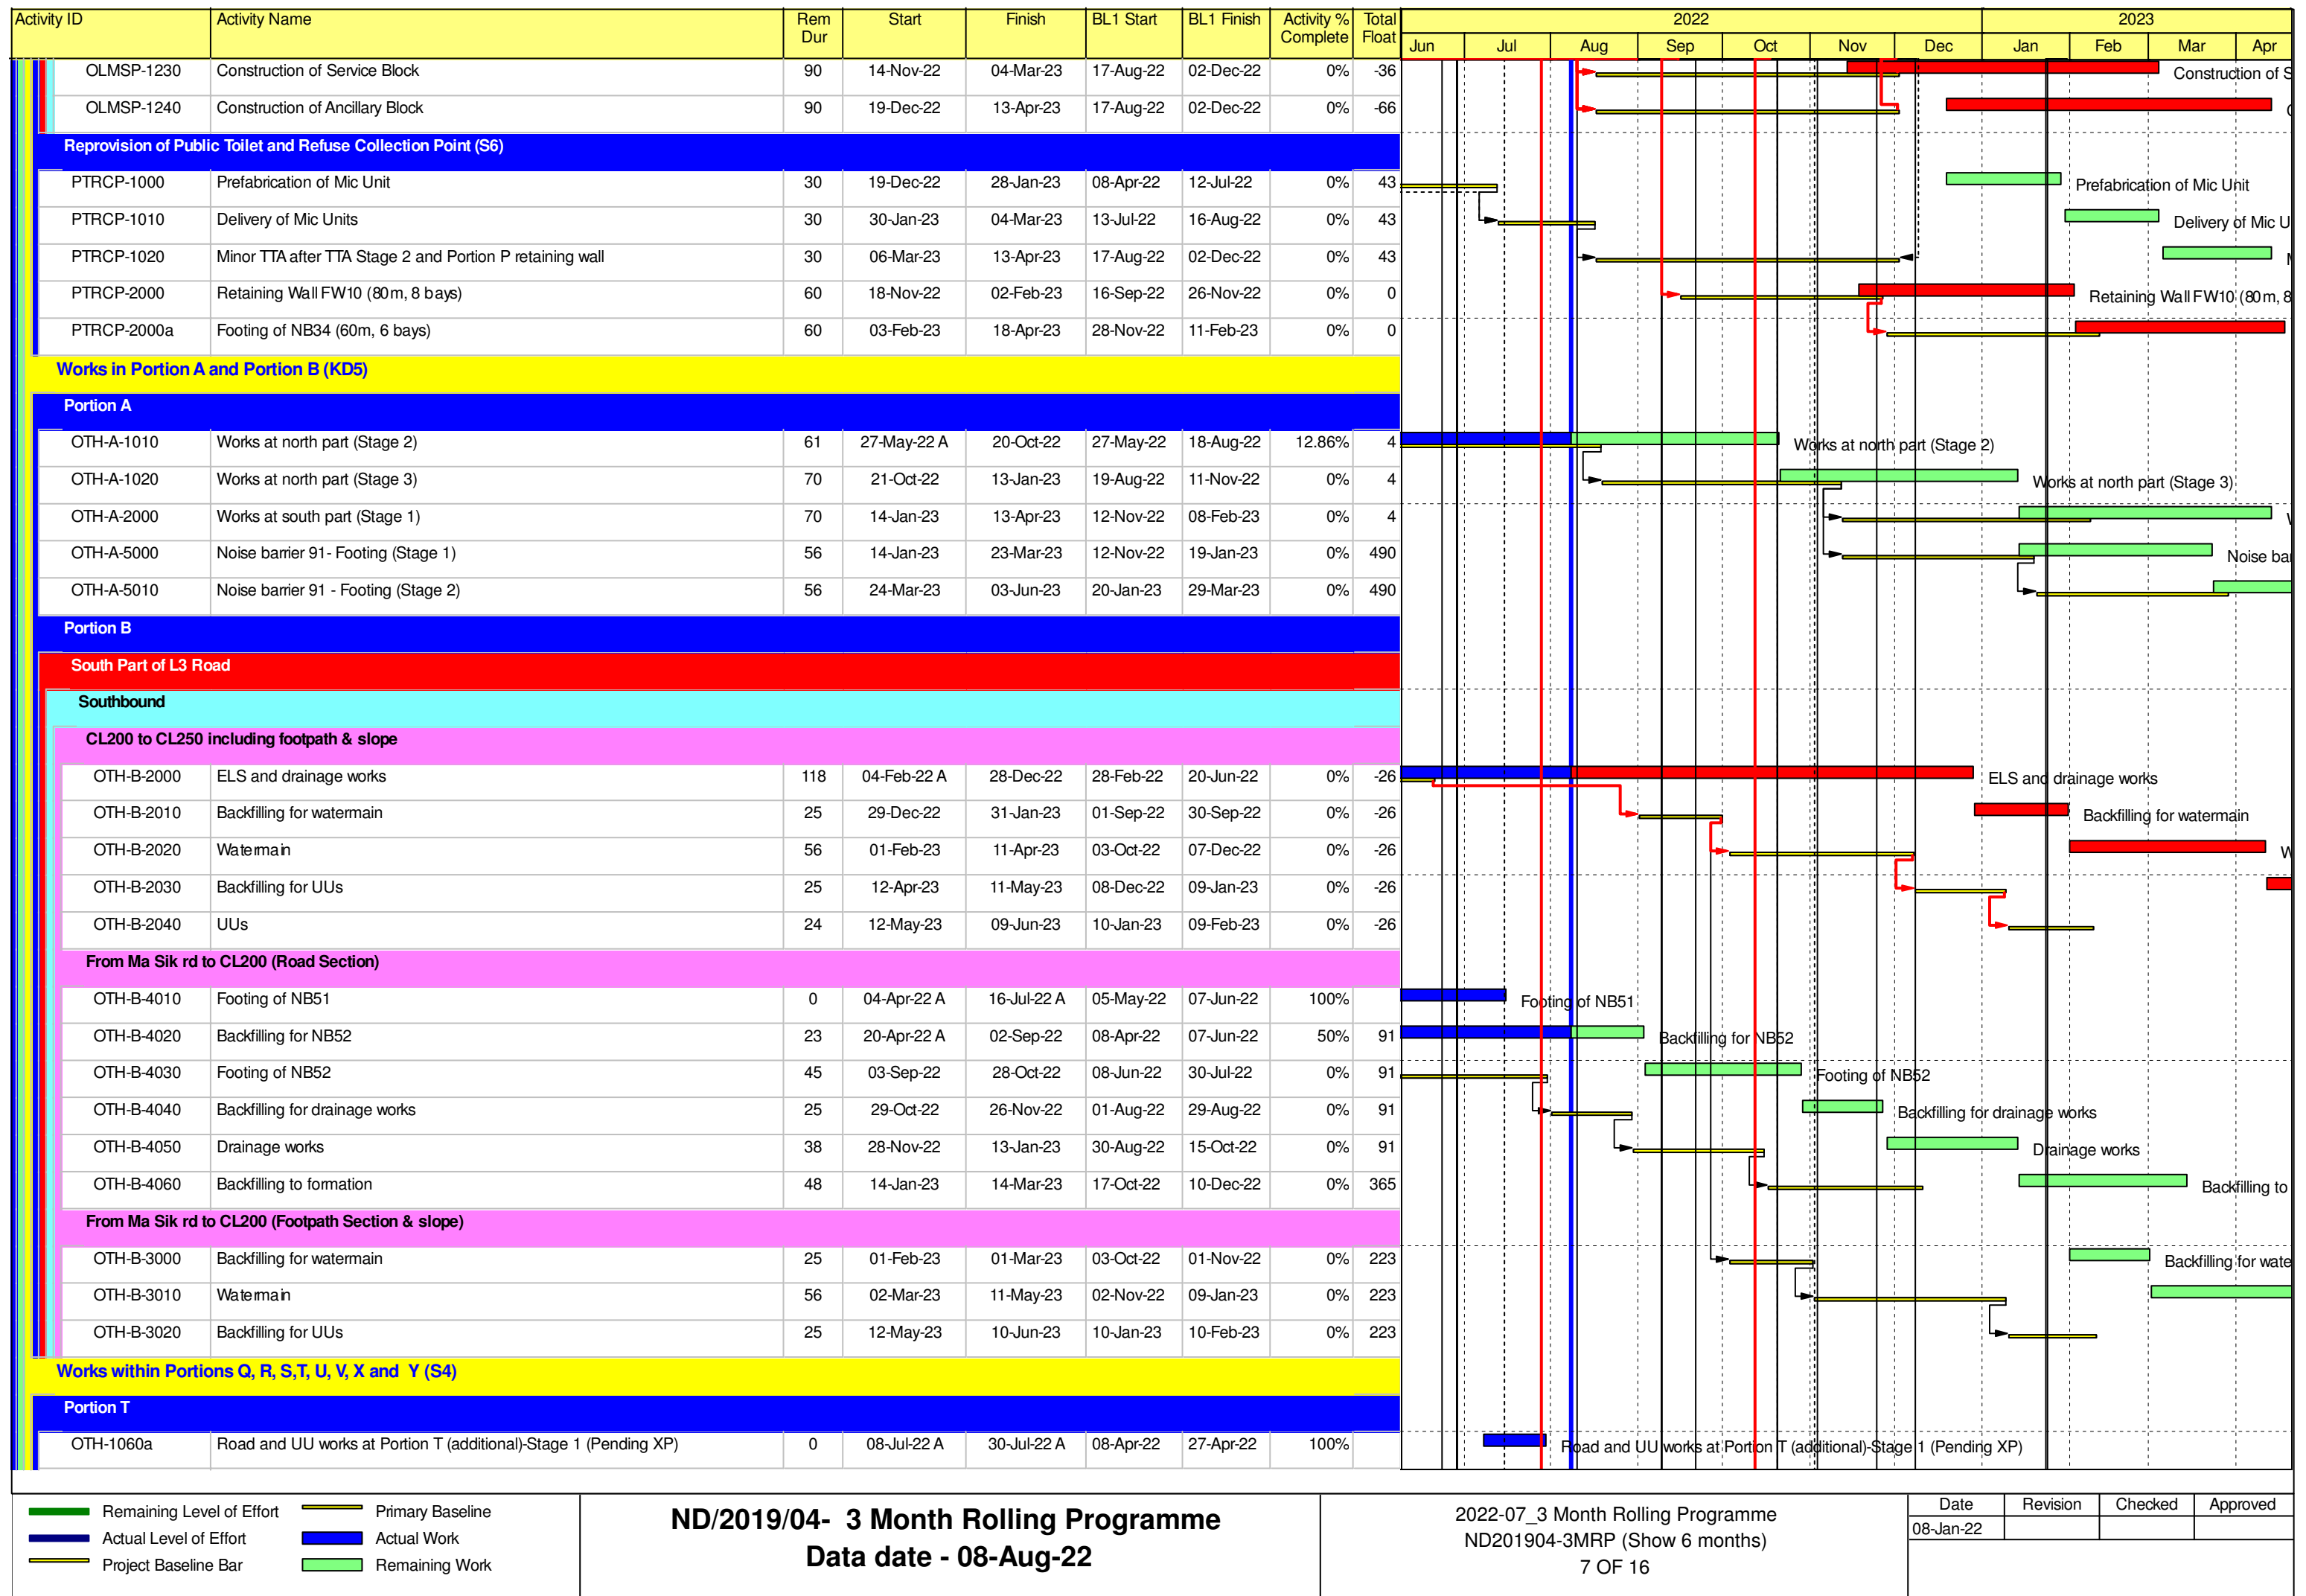 Activity ID Activity Name Rem Dur Start Finish BL1 Start BL1 Finish Activity % Complete Total Float 2022 2023
Jun Jul Aug Sep Oct Nov Dec Jan Feb Mar Apr
OLMSP-1230 Construction of Service Block 90 14-Nov-22 04-Mar-23 17-Aug-22 02-Dec-22 0% -36 Construction of S
OLMSP-1240 Construction of Ancillary Block 90 19-Dec-22 13-Apr-23 17-Aug-22 02-Dec-22 0% -66
Reprovision of Public Toilet and Refuse Collection Point (S6)
PTRCP-1000 Prefabrication of Mic Unit 30 19-Dec-22 28-Jan-23 08-Apr-22 12-Jul-22 0% 43 Prefabrication of Mic Unit
PTRCP-1010 Delivery of Mic Units 30 30-Jan-23 04-Mar-23 13-Jul-22 16-Aug-22 0% 43 Delivery of Mic U
PTRCP-1020 Minor TTA after TTA Stage 2 and Portion P retaining wall 30 06-Mar-23 13-Apr-23 17-Aug-22 02-Dec-22 0% 43
PTRCP-2000 Retaining Wall FW10 (80m, 8 bays) 60 18-Nov-22 02-Feb-23 16-Sep-22 26-Nov-22 0% 0 Retaining Wall FW10 (80m, 8
PTRCP-2000a Footing of NB34 (60m, 6 bays) 60 03-Feb-23 18-Apr-23 28-Nov-22 11-Feb-23 0% 0
Works in Portion A and Portion B (KD5)
Portion A
OTH-A-1010 Works at north part (Stage 2) 61 27-May-22 A 20-Oct-22 27-May-22 18-Aug-22 12.86% 4 Works at north part (Stage 2)
OTH-A-1020 Works at north part (Stage 3) 70 21-Oct-22 13-Jan-23 19-Aug-22 11-Nov-22 0% 4 Works at north part (Stage 3)
OTH-A-2000 Works at south part (Stage 1) 70 14-Jan-23 13-Apr-23 12-Nov-22 08-Feb-23 0% 4
OTH-A-5000 Noise barrier 91- Footing (Stage 1) 56 14-Jan-23 23-Mar-23 12-Nov-22 19-Jan-23 0% 490 Noise bar
OTH-A-5010 Noise barrier 91 - Footing (Stage 2) 56 24-Mar-23 03-Jun-23 20-Jan-23 29-Mar-23 0% 490
Portion B
South Part of L3 Road
Southbound
CL200 to CL250 including footpath & slope
OTH-B-2000 ELS and drainage works 118 04-Feb-22 A 28-Dec-22 28-Feb-22 20-Jun-22 0% -26 ELS and drainage works
OTH-B-2010 Backfilling for watermain 25 29-Dec-22 31-Jan-23 01-Sep-22 30-Sep-22 0% -26 Backfilling for watermain
OTH-B-2020 Watermain 56 01-Feb-23 11-Apr-23 03-Oct-22 07-Dec-22 0% -26 W
OTH-B-2030 Backfilling for UUs 25 12-Apr-23 11-May-23 08-Dec-22 09-Jan-23 0% -26
OTH-B-2040 UUs 24 12-May-23 09-Jun-23 10-Jan-23 09-Feb-23 0% -26
From Ma Sik rd to CL200 (Road Section)
OTH-B-4010 Footing of NB51 0 04-Apr-22 A 16-Jul-22 A 05-May-22 07-Jun-22 100% Footing of NB51
OTH-B-4020 Backfilling for NB52 23 20-Apr-22 A 02-Sep-22 08-Apr-22 07-Jun-22 50% 91 Backfilling for NB52
OTH-B-4030 Footing of NB52 45 03-Sep-22 28-Oct-22 08-Jun-22 30-Jul-22 0% 91 Footing of NB52
OTH-B-4040 Backfilling for drainage works 25 29-Oct-22 26-Nov-22 01-Aug-22 29-Aug-22 0% 91 Backfilling for drainage works
OTH-B-4050 Drainage works 38 28-Nov-22 13-Jan-23 30-Aug-22 15-Oct-22 0% 91 Drainage works
OTH-B-4060 Backfilling to formation 48 14-Jan-23 14-Mar-23 17-Oct-22 10-Dec-22 0% 365 Backfilling to
From Ma Sik rd to CL200 (Footpath Section & slope)
OTH-B-3000 Backfilling for watermain 25 01-Feb-23 01-Mar-23 03-Oct-22 01-Nov-22 0% 223 Backfilling for wate
OTH-B-3010 Watermain 56 02-Mar-23 11-May-23 02-Nov-22 09-Jan-23 0% 223
OTH-B-3020 Backfilling for UUs 25 12-May-23 10-Jun-23 10-Jan-23 10-Feb-23 0% 223
Works within Portions Q, R, S,T, U, V, X and Y (S4)
Portion T
OTH-1060a Road and UU works at Portion T (additional)-Stage 1 (Pending XP) 0 08-Jul-22 A 30-Jul-22 A 08-Apr-22 27-Apr-22 100% Road and UU works at Portion T (additional)-Stage 1 (Pending XP)
Remaining Level of Effort Primary Baseline
Actual Level of Effort Actual Work
Project Baseline Bar Remaining Work
ND/2019/04- 3 Month Rolling Programme
Data date - 08-Aug-22
2022-07_3 Month Rolling Programme
ND201904-3MRP (Show 6 months)
7 OF 16
Date Revision Checked Approved
08-Jan-22